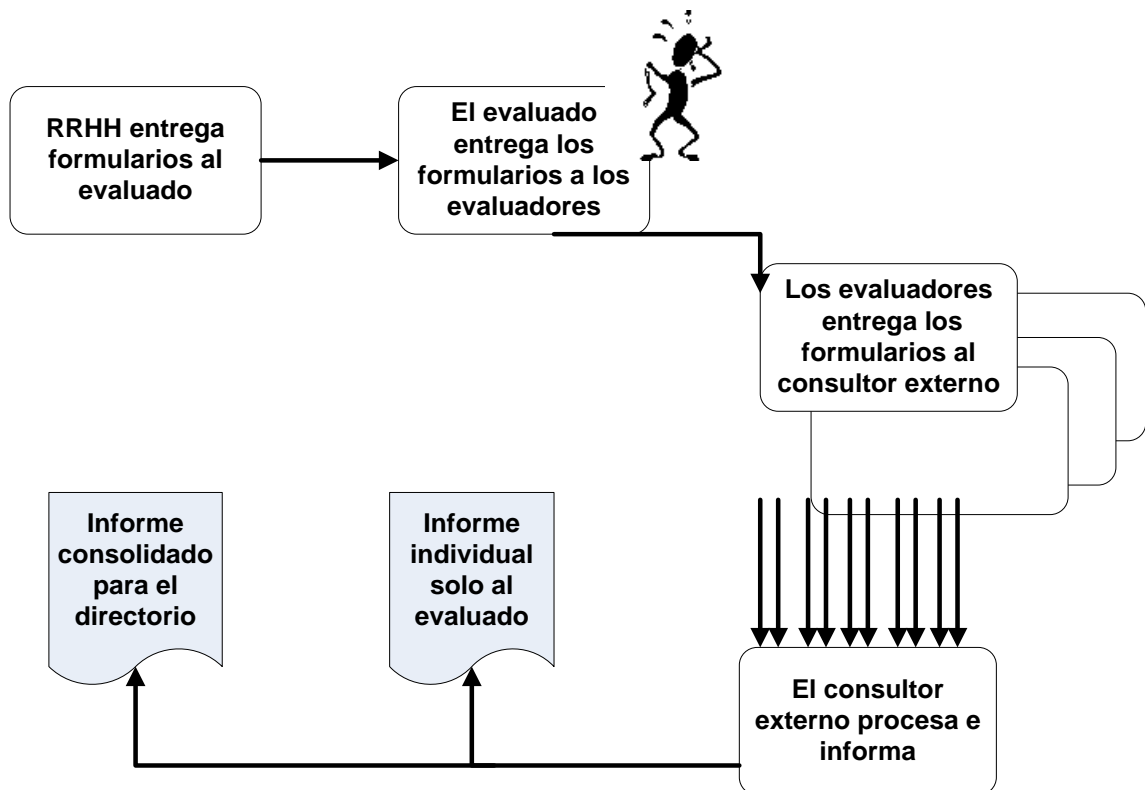 RRHH entrega
formularios al
evaluado
El evaluado
entrega los
formularios a los
evaluadores
Los evaluadores
entrega los
formularios al
consultor externo
El consultor
externo procesa e
informa
Informe
individual
solo al
evaluado
Informe
consolidado
para el
directorio